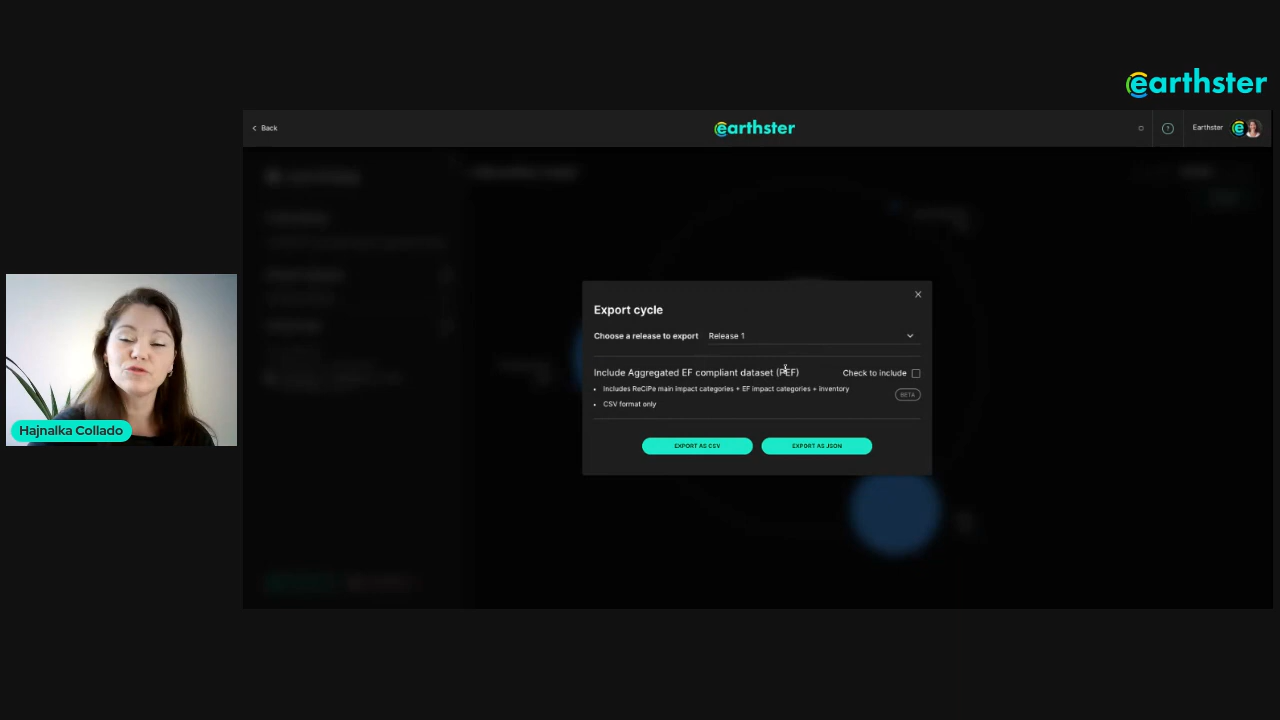 earthster
Back
earthster
?
Earthster
e
Export cycle
Choose a release to export Release 1
Include Aggregated EF compliant dataset (PEF) Check to include
• Includes ReCiPe main impact categories + EF impact categories + inventory
BETA
• CSV format only
EXPORT AS CSV EXPORT AS JSON
Hajnalka Collado